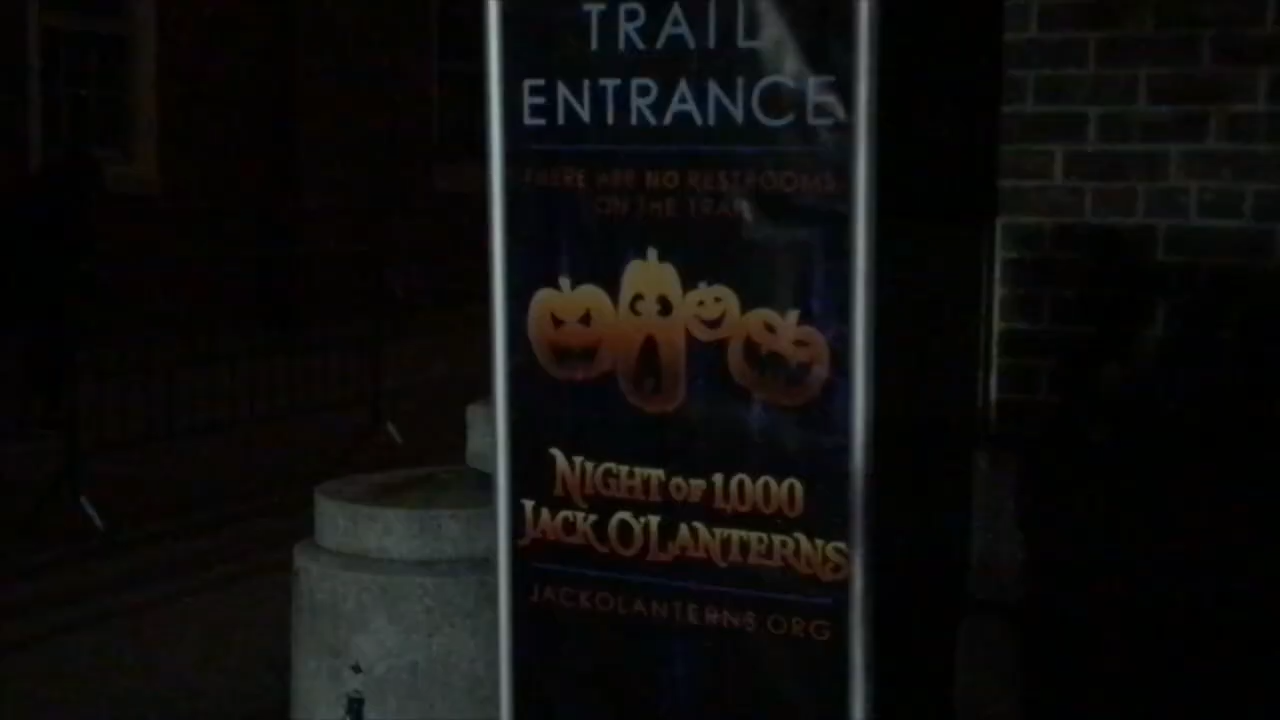 TRAIL
ENTRANCE
THERE ARE NO RESTROOMS
ON THE TRAIL
NIGHT OF 1,000
JACK O'LANTERNS
JACKOLANTERNS.ORG